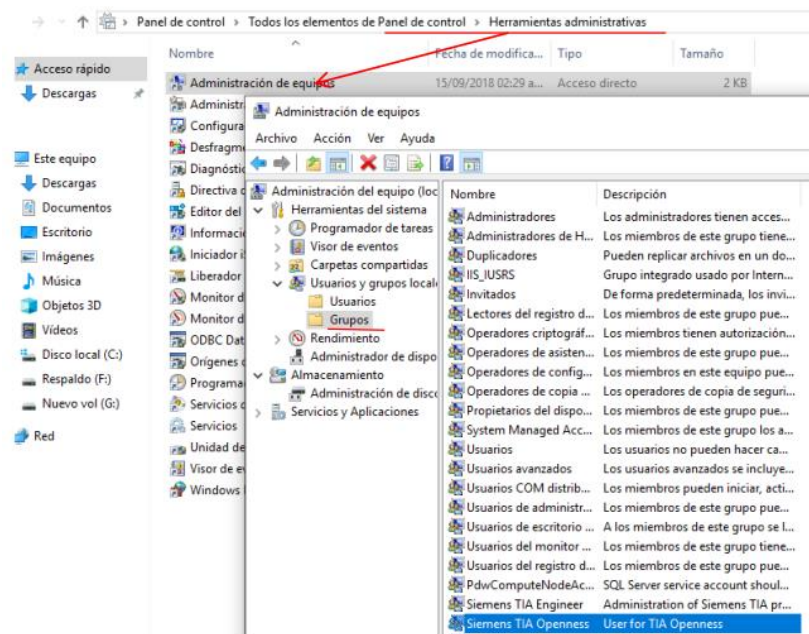 Panel de control > Todos los elementos de Panel de control > Herramientas administrativas
Nombre
Fecha de modifica...
Tipo
Tamaño
Acceso rápido
Descargas
Este equipo
Descargas
Documentos
Escritorio
Imágenes
Música
Objetos 3D
Vídeos
Disco local (C:)
Respaldo (F:)
Nuevo vol (G:)
Red
Administración de equipos 15/09/2018 02:29 a... Acceso directo 2 KB
Administra
Configura
Desfragme
Diagnóstic
Directiva d
Editor del
Informaci
Iniciador i
Liberador
Monitor d
Monitor d
ODBC Dat
Orígenes d
Programa
Servicios d
Servicios
Unidad de
Visor de ev
Windows
Administración de equipos
Archivo Acción Ver Ayuda
Administración del equipo (loc
Herramientas del sistema
Programador de tareas
Visor de eventos
Carpetas compartidas
Usuarios y grupos locale
Usuarios
Grupos
Rendimiento
Administrador de dispo
Almacenamiento
Administración de disco
Servicios y Aplicaciones
Nombre Descripción
Administradores Los administradores tienen acces...
Administradores de H... Los miembros de este grupo tiene...
Duplicadores Pueden replicar archivos en un do...
IIS_IUSRS Grupo integrado usado por Intern...
Invitados De forma predeterminada, los invi...
Lectores del registro d... Los miembros de este grupo pue...
Operadores criptográf... Los miembros tienen autorización...
Operadores de asisten... Los miembros de este grupo pue...
Operadores de config... Los miembros en este equipo pue...
Operadores de copia ... Los operadores de copia de seguri...
Propietarios del dispo... Los miembros de este grupo pue...
System Managed Acc... Los miembros de este grupo los a...
Usuarios Los usuarios no pueden hacer ca...
Usuarios avanzados Los usuarios avanzados se incluye...
Usuarios COM distrib... Los miembros pueden iniciar, acti...
Usuarios de administr... Los miembros de este grupo pue...
Usuarios de escritorio ... A los miembros de este grupo se l...
Usuarios del monitor ... Los miembros de este grupo tiene...
Usuarios del registro d... Los miembros de este grupo pue...
PdwComputeNodeAc... SQL Server service account shoul...
Siemens TIA Engineer Administration of Siemens TIA pr...
Siemens TIA Openness User for TIA Openness